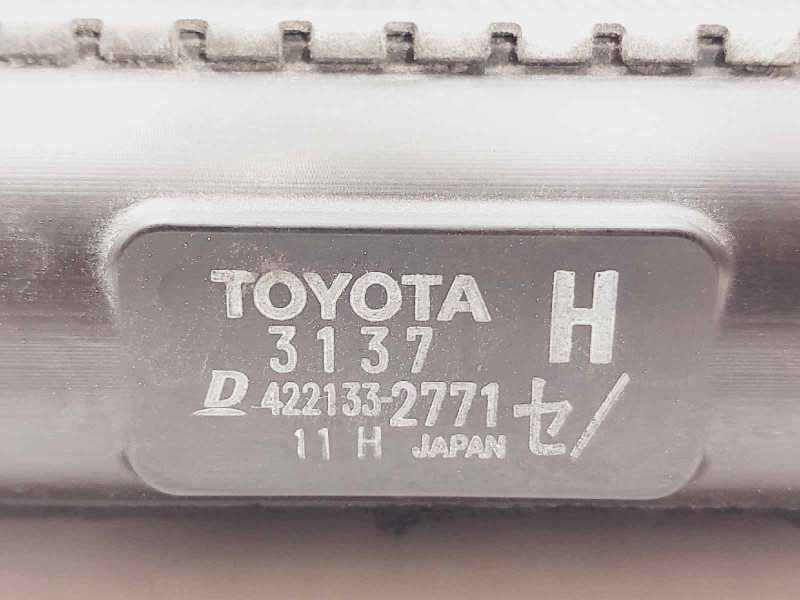 TOYOTA H
3137
D 422133-2771 セ/
11 H JAPAN